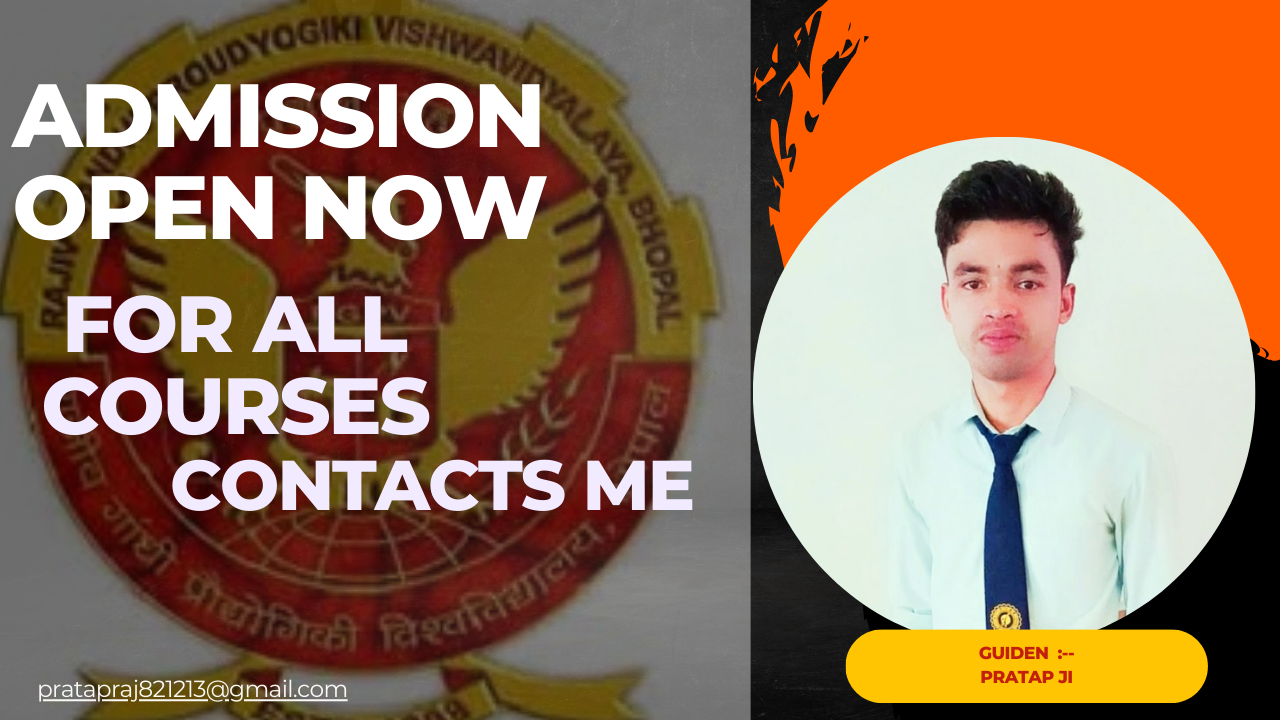 ROUDYOGIKI VISHWAVIDYALAYA, BHOPAL
RAJIV
ADMISSION
OPEN NOW
FOR ALL
COURSES
CONTACTS ME
गांधी प्रौद्योगिकी विश्वविद्यालय,
pratapraj821213@gmail.com
GUIDEN :--
PRATAP JI